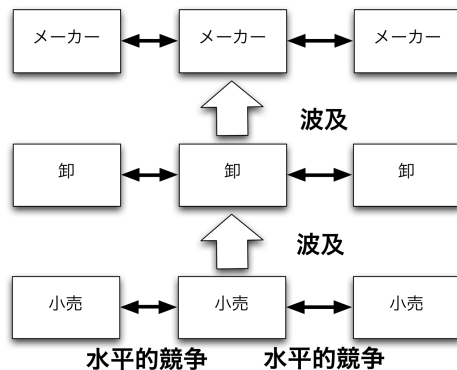 メーカー メーカー メーカー
波及
卸 卸 卸
波及
小売 小売 小売
水平的競争 水平的競争